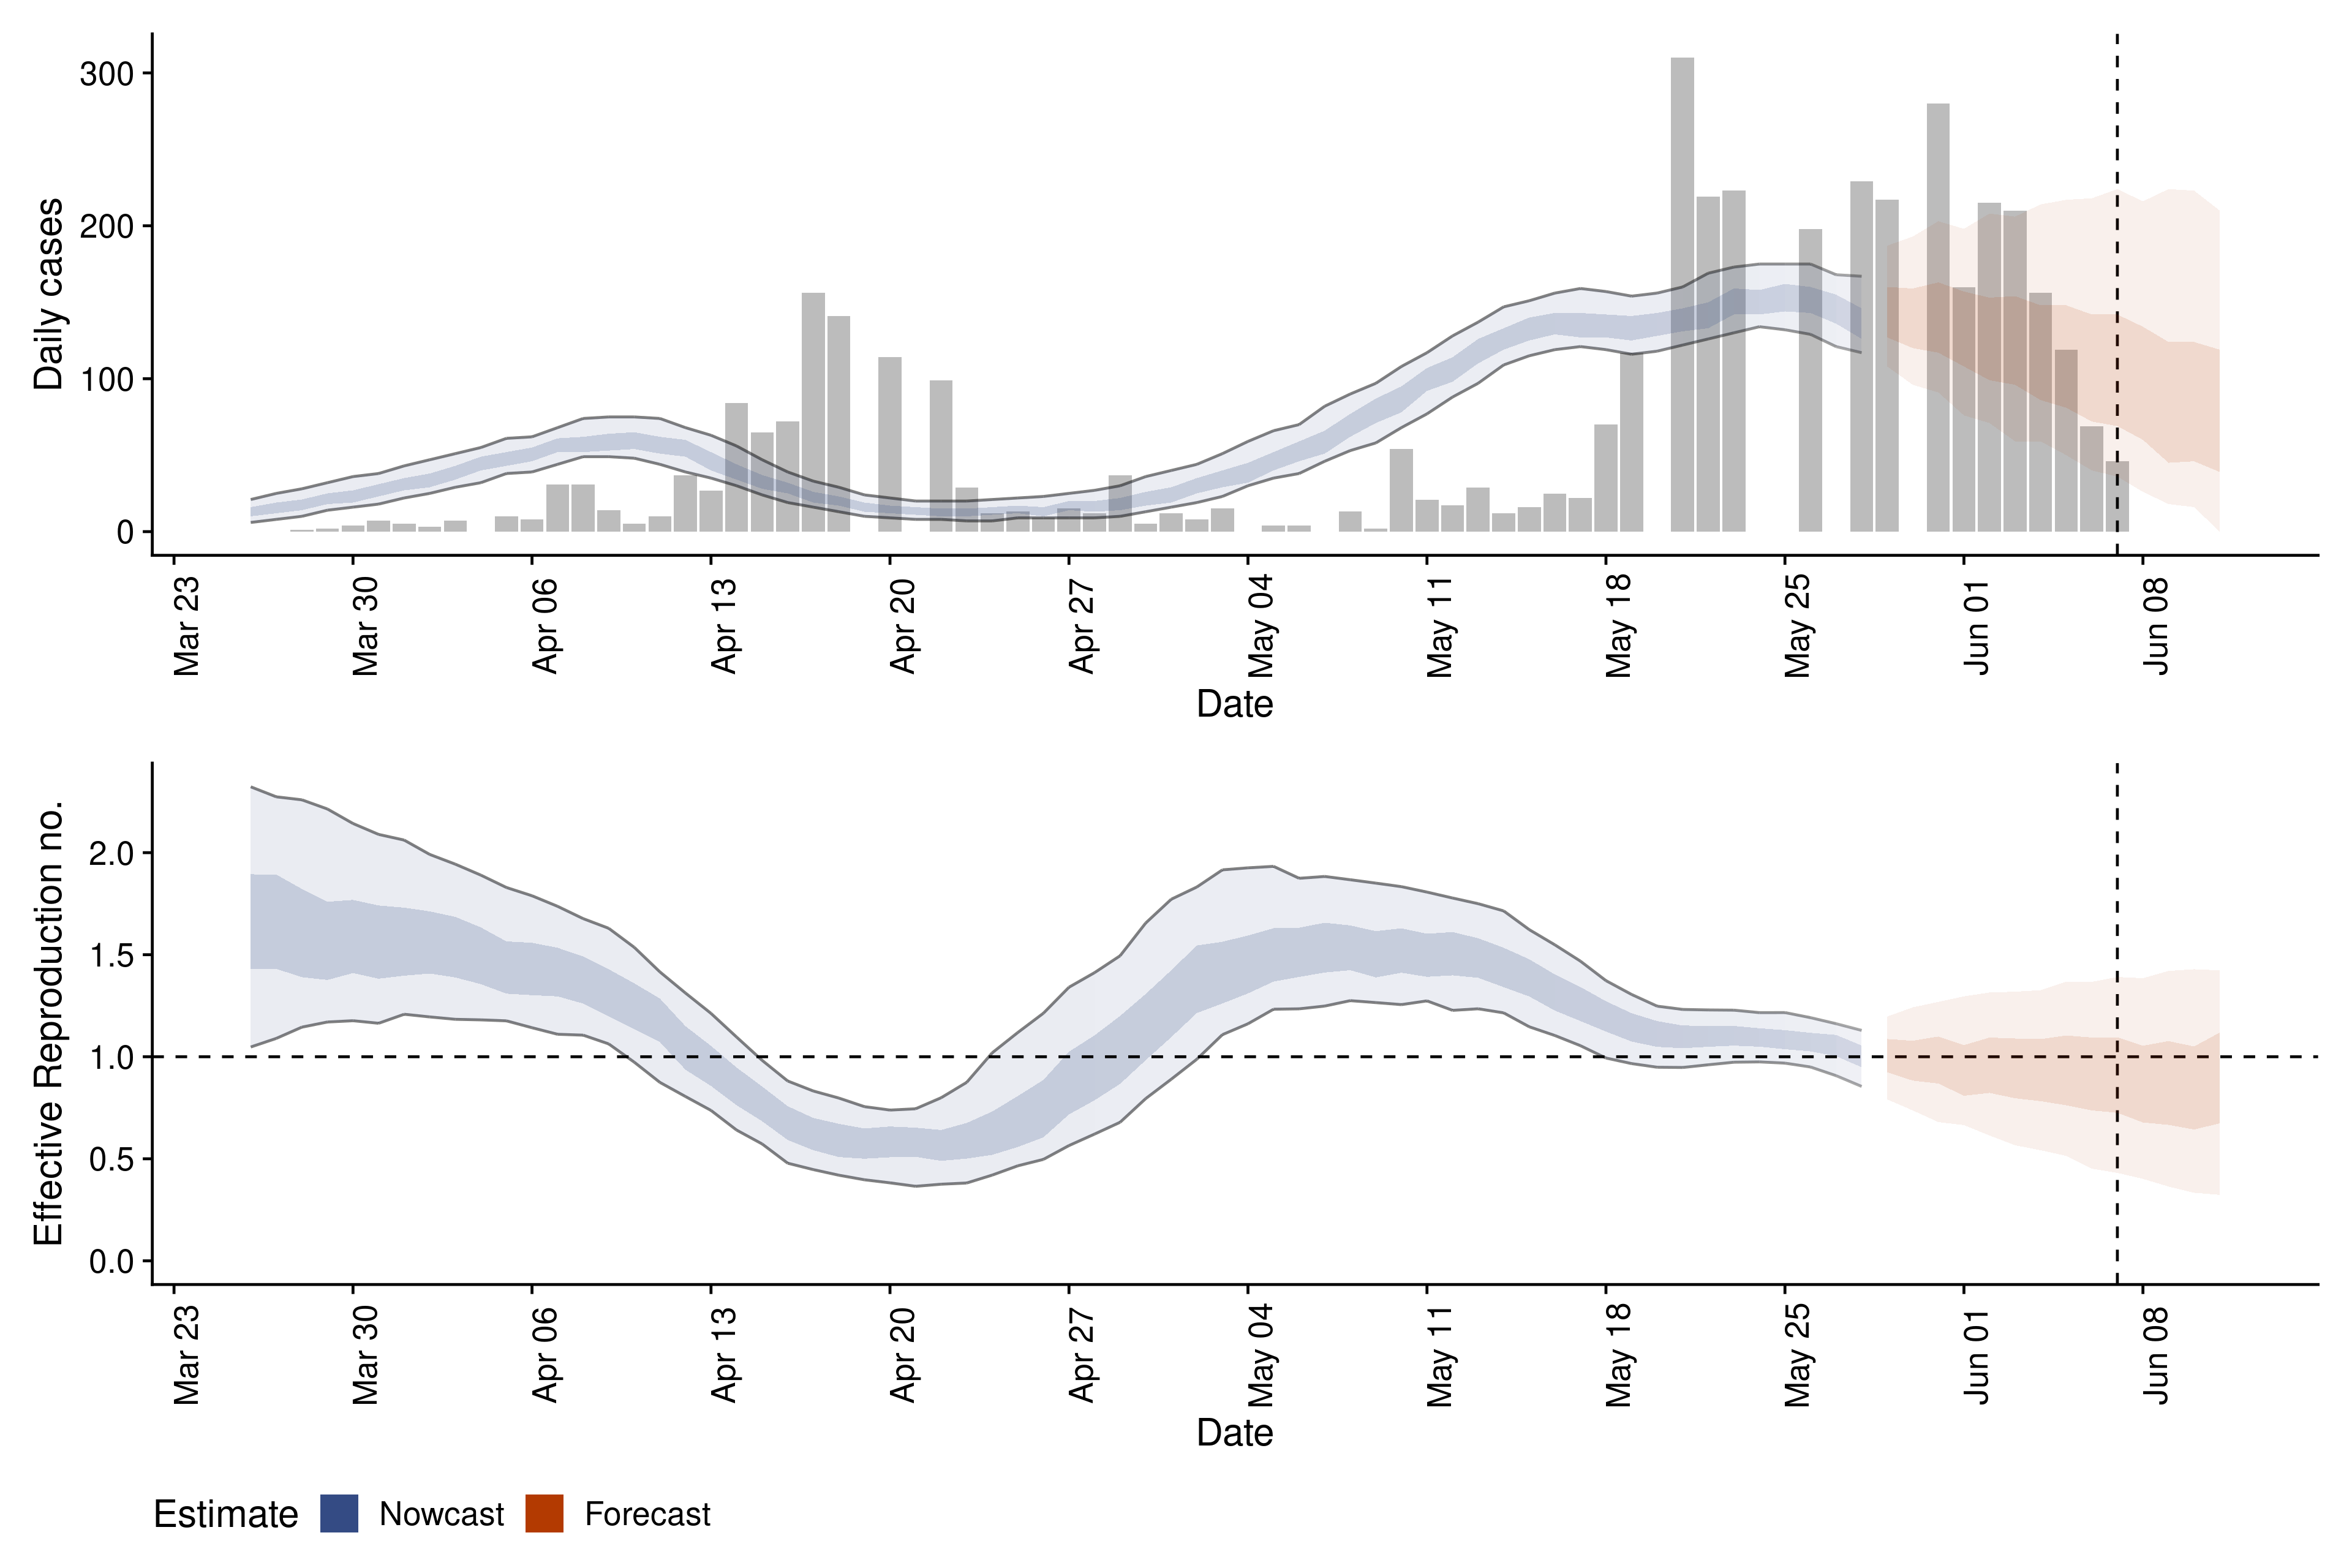 Daily cases
300
200
100
0
Mar 23
Mar 30
Apr 06
Apr 13
Apr 20
Apr 27
May 04
May 11
May 18
May 25
Jun 01
Jun 08
Date
Effective Reproduction no.
2.0
1.5
1.0
0.5
0.0
Mar 23
Mar 30
Apr 06
Apr 13
Apr 20
Apr 27
May 04
May 11
May 18
May 25
Jun 01
Jun 08
Date
Estimate Nowcast Forecast